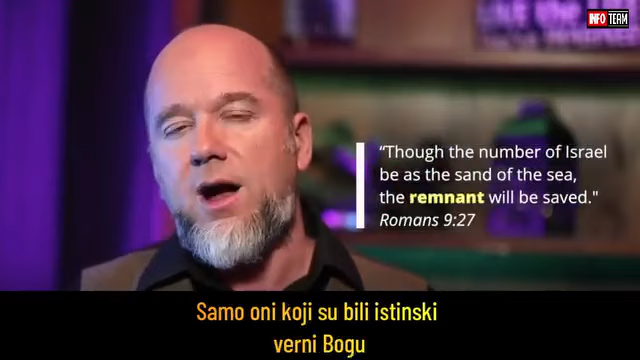 INFO TEAM
“Though the number of Israel
be as the sand of the sea,
the remnant will be saved."
Romans 9:27
Samo oni koji su bili istinski
verni Bogu